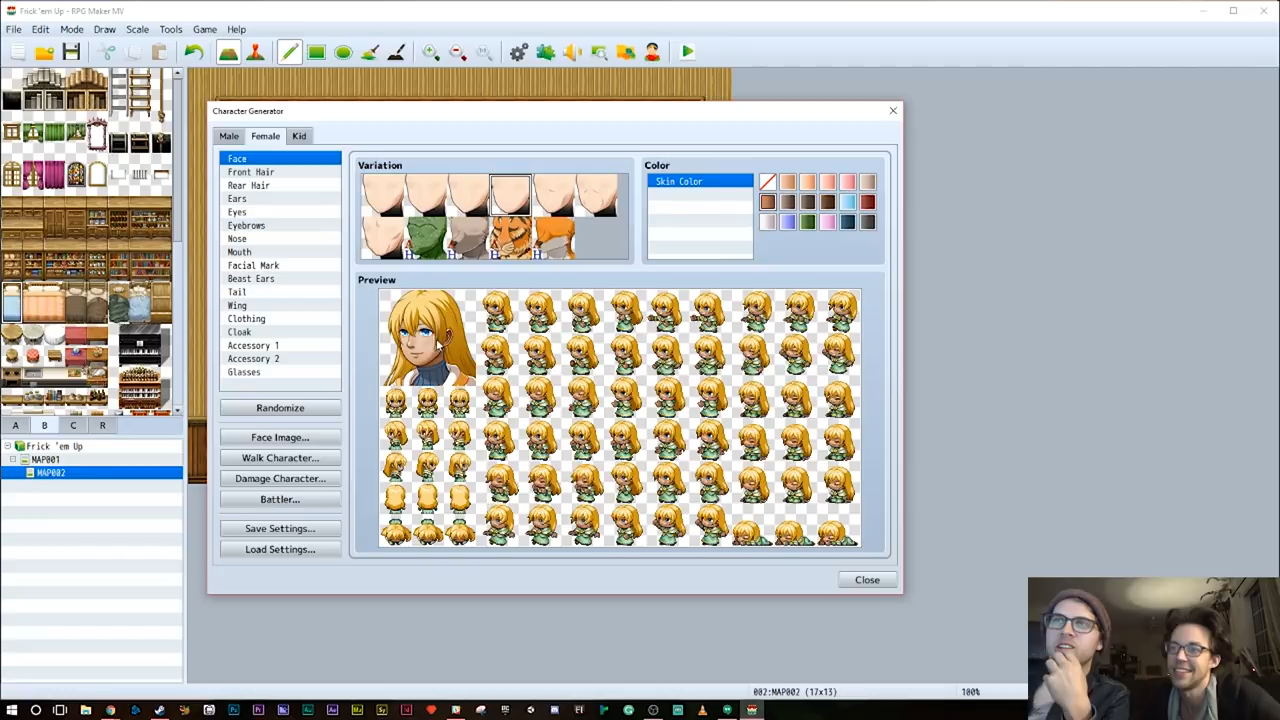 Frick 'em Up - RPG Maker MV
File Edit Mode Draw Scale Tools Game Help
Character Generator
Male Female Kid
Face
Front Hair
Rear Hair
Ears
Eyes
Eyebrows
Nose
Mouth
Facial Mark
Beast Ears
Tail
Wing
Clothing
Cloak
Accessory 1
Accessory 2
Glasses
Randomize
Face Image...
Walk Character...
Damage Character...
Battler...
Save Settings...
Load Settings...
Variation
H H H H
Color
Skin Color
Preview
Close
A B C R
Frick 'em Up
MAP001
MAP002
002:MAP002 (17x13) 100%